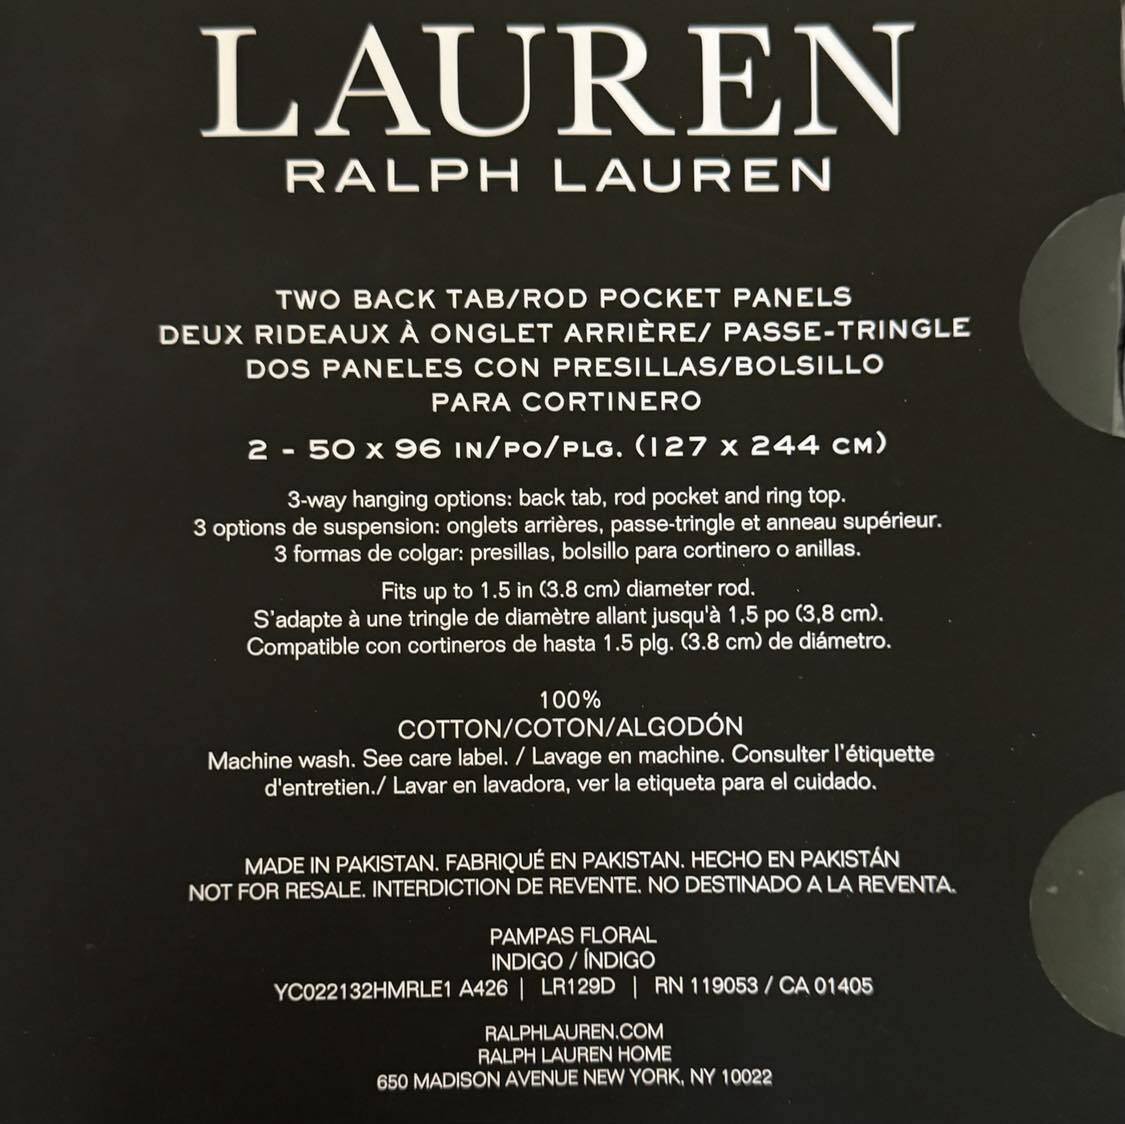 LAUREN
RALPH LAUREN
TWO BACK TAB/ROD POCKET PANELS
DEUX RIDEAUX À ONGLET ARRIÈRE/ PASSE-TRINGLE
DOS PANELES CON PRESILLAS/BOLSILLO
PARA CORTINERO
2 - 50 x 96 IN/PO/PLG. (127 x 244 CM)
3-way hanging options: back tab, rod pocket and ring top.
3 options de suspension: onglets arrières, passe-tringle et anneau supérieur.
3 formas de colgar: presillas, bolsillo para cortinero o anillas.
Fits up to 1.5 in (3.8 cm) diameter rod.
S'adapte à une tringle de diamètre allant jusqu'à 1,5 po (3,8 cm).
Compatible con cortineros de hasta 1.5 plg. (3.8 cm) de diámetro.
100%
COTTON/COTON/ALGODÓN
Machine wash. See care label. / Lavage en machine. Consulter l'étiquette
d'entretien./ Lavar en lavadora, ver la etiqueta para el cuidado.
MADE IN PAKISTAN. FABRIQUÉ EN PAKISTAN. HECHO EN PAKISTÁN
NOT FOR RESALE. INTERDICTION DE REVENTE. NO DESTINADO A LA REVENTA.
PAMPAS FLORAL
INDIGO / ÍNDIGO
YC022132HMRLE1 A426 | LR129D | RN 119053 / CA 01405
RALPHLAUREN.COM
RALPH LAUREN HOME
650 MADISON AVENUE NEW YORK, NY 10022